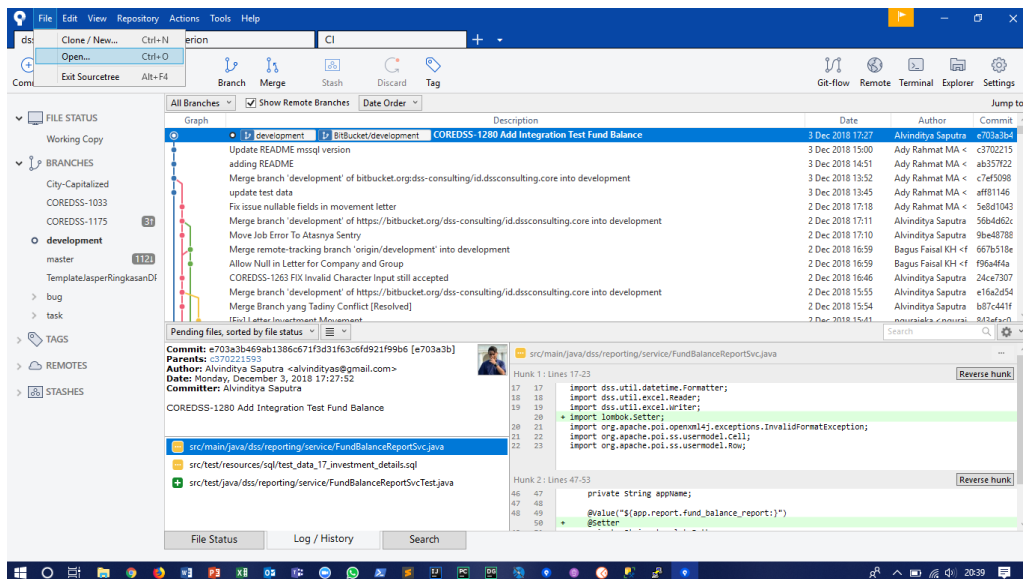 File Edit View Repository Actions Tools Help
Clone / New... Ctrl+N
Open... Ctrl+O
Exit Sourcetree Alt+F4
CI
Branch Merge Stash Discard Tag
Git-flow Remote Terminal Explorer Settings
All Branches Show Remote Branches Date Order Jump to
Graph Description Date Author Commit
development BitBucket/development COREDSS-1280 Add Integration Test Fund Balance 3 Dec 2018 17:27 Alvinditya Saputra e703a3b4
Update README mssql version 3 Dec 2018 15:00 Ady Rahmat MA < c3702215
adding README 3 Dec 2018 14:51 Ady Rahmat MA < ab357f22
Merge branch 'development' of bitbucket.org:dss-consulting/id.dssconsulting.core into development 3 Dec 2018 13:52 Ady Rahmat MA < c7ef5098
update test data 3 Dec 2018 13:45 Ady Rahmat MA < aff81146
Fix issue nullable fields in movement letter 2 Dec 2018 17:18 Ady Rahmat MA < 5e8d1043
Merge branch 'development' of https://bitbucket.org/dss-consulting/id.dssconsulting.core into development 2 Dec 2018 17:11 Alvinditya Saputra 56b4d62c
Move Job Error To Atasnya Sentry 2 Dec 2018 17:10 Alvinditya Saputra 9be48788
Merge remote-tracking branch 'origin/development' into development 2 Dec 2018 16:59 Bagus Faisal KH <f 667b518e
Allow Null in Letter for Company and Group 2 Dec 2018 16:59 Bagus Faisal KH <f f96a4f4a
COREDSS-1263 FIX Invalid Character Input still accepted 2 Dec 2018 16:46 Alvinditya Saputra 24ce7307
Merge branch 'development' of https://bitbucket.org/dss-consulting/id.dssconsulting.core into development 2 Dec 2018 15:55 Alvinditya Saputra e16a2d54
Merge Branch yang Tadiny Conflict [Resolved] 2 Dec 2018 15:54 Alvinditya Saputra b87c441f
[Fix] Letter Investment Movement 2 Dec 2018 15:41
FILE STATUS
Working Copy
BRANCHES
City-Capitalized
COREDSS-1033
COREDSS-1175 3↑
development
master 112↓
TemplateJasperRingkasanDF
bug
task
TAGS
REMOTES
STASHES
Pending files, sorted by file status Search
Commit: e703a3b469ab1386c671f3d31f63c6fd921f99b6 [e703a3b]
Parents: c370221593
Author: Alvinditya Saputra <alvindityas@gmail.com>
Date: Monday, December 3, 2018 17:27:52
Committer: Alvinditya Saputra
COREDSS-1280 Add Integration Test Fund Balance
src/main/java/dss/reporting/service/FundBalanceReportSvc.java
src/test/resources/sql/test_data_17_investment_details.sql
src/test/java/dss/reporting/service/FundBalanceReportSvcTest.java
src/main/java/dss/reporting/service/FundBalanceReportSvc.java
Hunk 1 : Lines 17-23 Reverse hunk
17 17 import dss.util.datetime.Formatter;
18 18 import dss.util.excel.Reader;
19 19 import dss.util.excel.Writer;
20 + import lombok.Setter;
20 21 import org.apache.poi.openxml4j.exceptions.InvalidFormatException;
21 22 import org.apache.poi.ss.usermodel.Cell;
22 23 import org.apache.poi.ss.usermodel.Row;
Hunk 2 : Lines 47-53 Reverse hunk
46 47 private String appName;
47 48
48 49 @Value("${app.report.fund_balance_report:}")
50 + @Setter
File Status Log / History Search
20:39